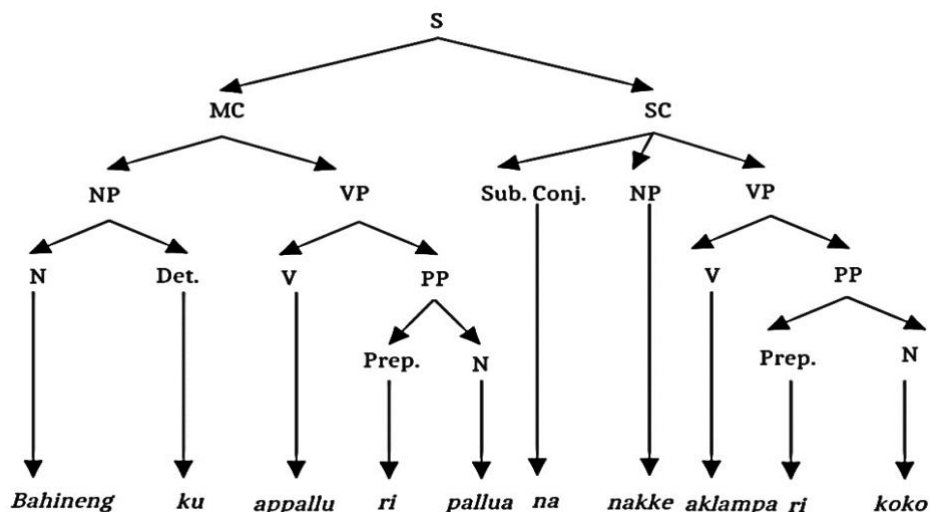 S
MC SC
NP VP Sub. Conj. NP VP
N Det. V PP V PP
Prep. N Prep. N
Bahineng ku appallu ri pallua na nakke aklampa ri koko